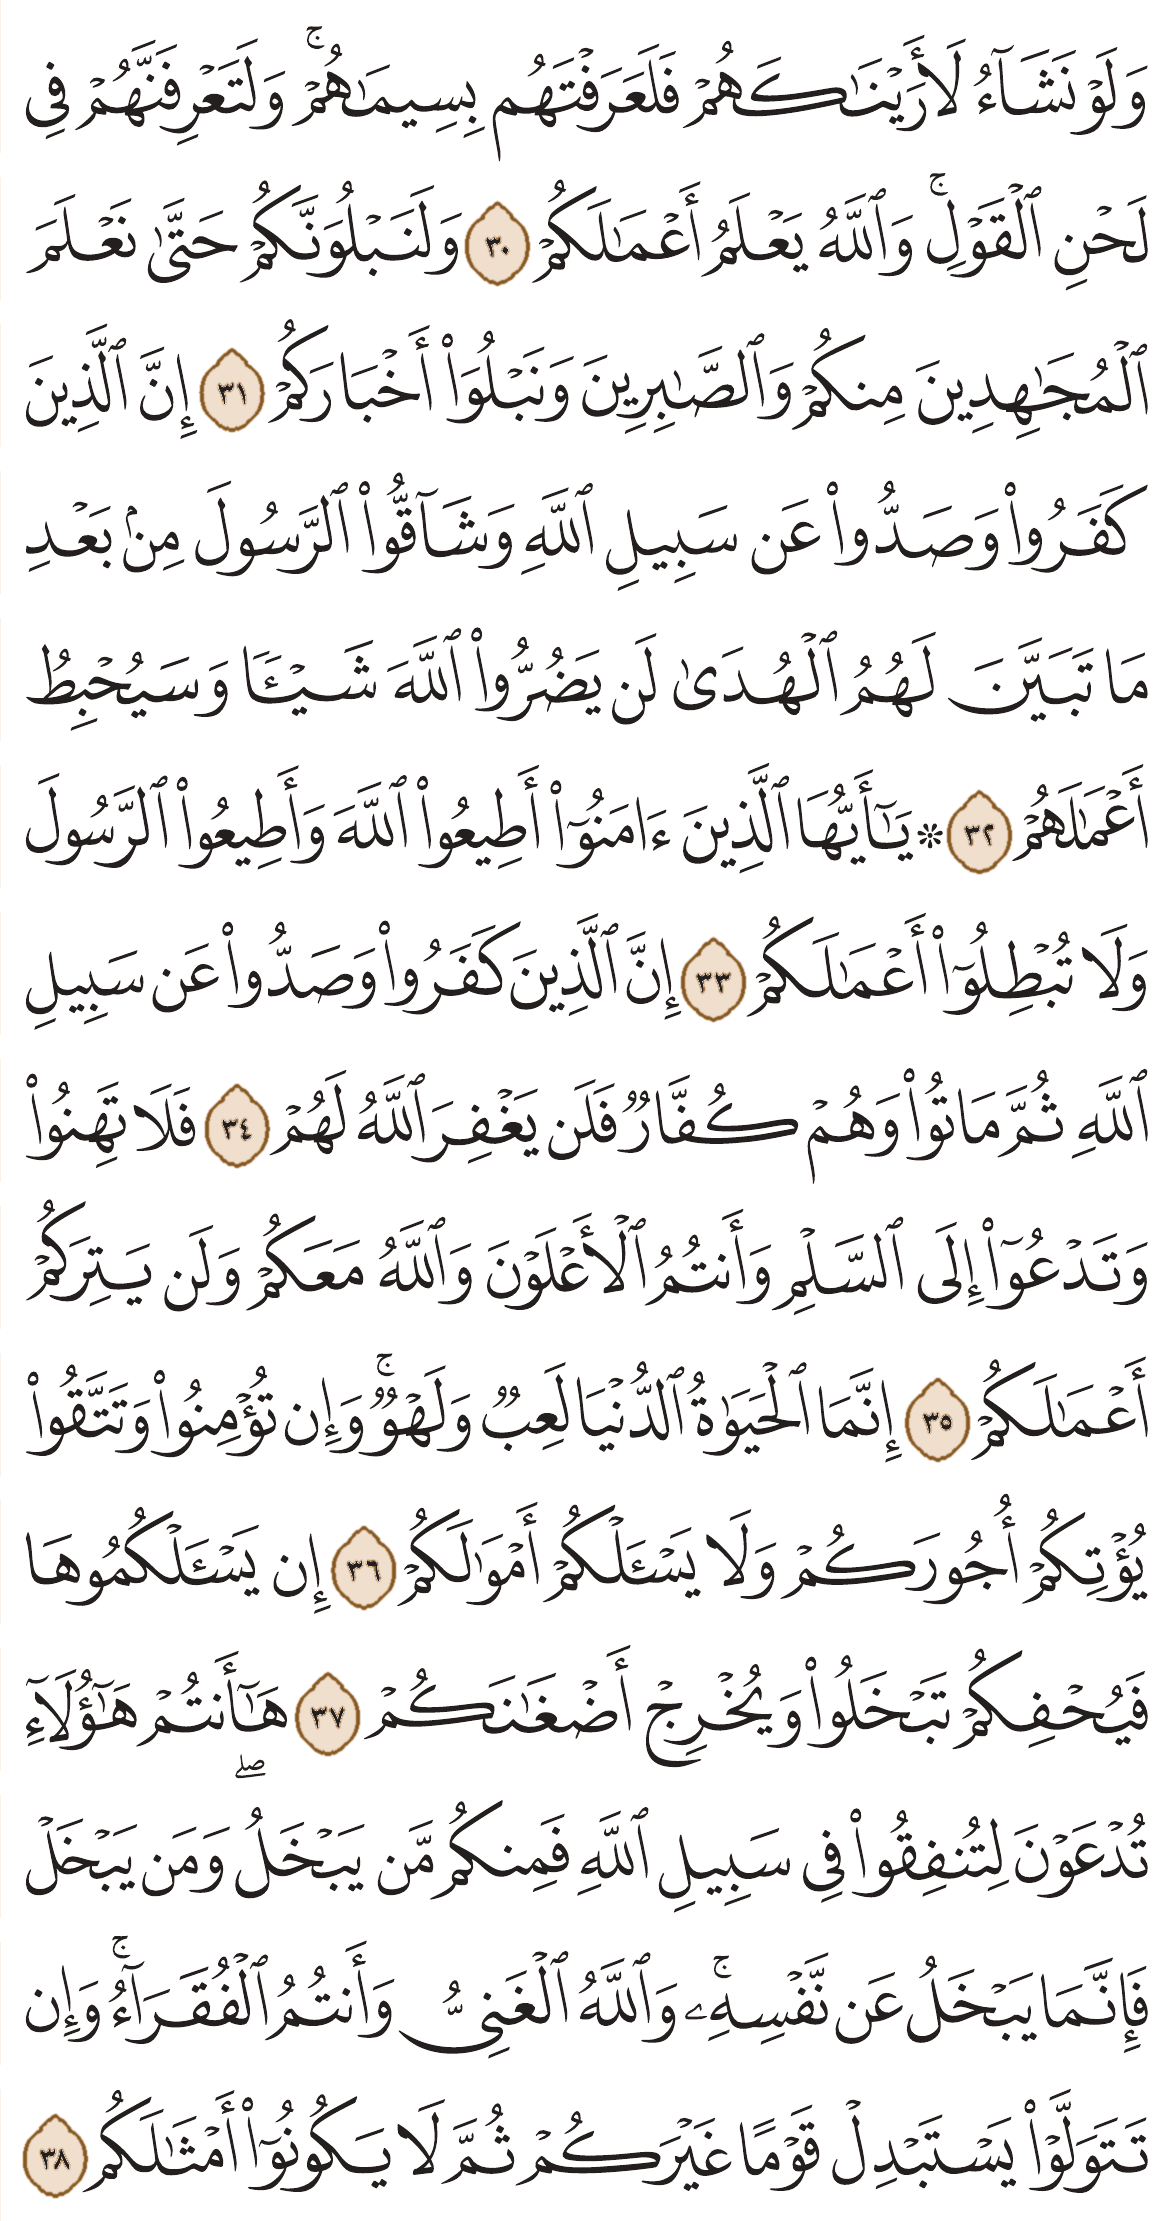 وَلَوۡ نَشَآءُ لَأَرَيۡنَٰكَهُمۡ فَلَعَرَفۡتَهُم بِسِيمَٰهُمۡۚ وَلَتَعۡرِفَنَّهُمۡ فِي
لَحۡنِ ٱلۡقَوۡلِۚ وَٱللَّهُ يَعۡلَمُ أَعۡمَٰلَكُمۡ ٣٠ وَلَنَبۡلُوَنَّكُمۡ حَتَّىٰ نَعۡلَمَ
ٱلۡمُجَٰهِدِينَ مِنكُمۡ وَٱلصَّٰبِرِينَ وَنَبۡلُوَاْ أَخۡبَارَكُمۡ ٣١ إِنَّ ٱلَّذِينَ
كَفَرُواْ وَصَدُّواْ عَن سَبِيلِ ٱللَّهِ وَشَآقُّواْ ٱلرَّسُولَ مِنۢ بَعۡدِ
مَا تَبَيَّنَ لَهُمُ ٱلۡهُدَىٰ لَن يَضُرُّواْ ٱللَّهَ شَيۡـٔٗا وَسَيُحۡبِطُ
أَعۡمَٰلَهُمۡ ٣٢ ۞ يَٰٓأَيُّهَا ٱلَّذِينَ ءَامَنُوٓاْ أَطِيعُواْ ٱللَّهَ وَأَطِيعُواْ ٱلرَّسُولَ
وَلَا تُبۡطِلُوٓاْ أَعۡمَٰلَكُمۡ ٣٣ إِنَّ ٱلَّذِينَ كَفَرُواْ وَصَدُّواْ عَن سَبِيلِ
ٱللَّهِ ثُمَّ مَاتُواْ وَهُمۡ كُفَّارٞ فَلَن يَغۡفِرَ ٱللَّهُ لَهُمۡ ٣٤ فَلَا تَهِنُواْ
وَتَدۡعُوٓاْ إِلَى ٱلسَّلۡمِ وَأَنتُمُ ٱلۡأَعۡلَوۡنَ وَٱللَّهُ مَعَكُمۡ وَلَن يَتِرَكُمۡ
أَعۡمَٰلَكُمۡ ٣٥ إِنَّمَا ٱلۡحَيَوٰةُ ٱلدُّنۡيَا لَعِبٞ وَلَهۡوٞۚ وَإِن تُؤۡمِنُواْ وَتَتَّقُواْ
يُؤۡتِكُمۡ أُجُورَكُمۡ وَلَا يَسۡـَٔلۡكُمۡ أَمۡوَٰلَكُمۡ ٣٦ إِن يَسۡـَٔلۡكُمُوهَا
فَيُحۡفِكُمۡ تَبۡخَلُواْ وَيُخۡرِجۡ أَضۡغَٰنَكُمۡ ٣٧ هَٰٓأَنتُمۡ هَٰٓؤُلَآءِ
تُدۡعَوۡنَ لِتُنفِقُواْ فِي سَبِيلِ ٱللَّهِ فَمِنكُم مَّن يَبۡخَلُۖ وَمَن يَبۡخَلۡ
فَإِنَّمَا يَبۡخَلُ عَن نَّفۡسِهِۦۚ وَٱللَّهُ ٱلۡغَنِيُّ وَأَنتُمُ ٱلۡفُقَرَآءُۚ وَإِن
تَتَوَلَّوۡاْ يَسۡتَبۡدِلۡ قَوۡمًا غَيۡرَكُمۡ ثُمَّ لَا يَكُونُوٓاْ أَمۡثَٰلَكُم ٣٨